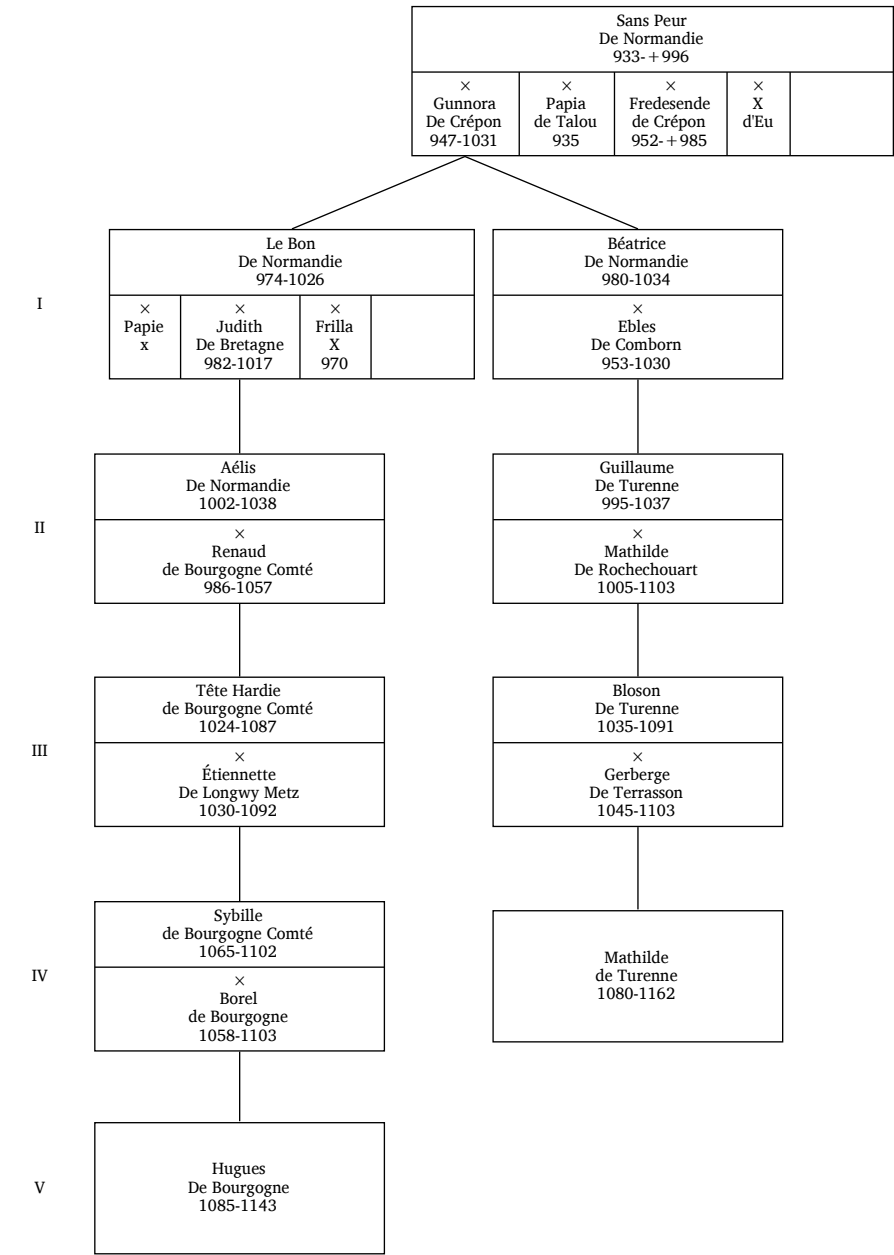 Sans Peur
De Normandie
933-+996
×
Gunnora
De Crépon
947-1031
×
Papia
de Talou
935
×
Fredesende
de Crépon
952-+985
×
X
d'Eu
I
Le Bon
De Normandie
974-1026
×
Papie
x
×
Judith
De Bretagne
982-1017
×
Frilla
X
970
Béatrice
De Normandie
980-1034
×
Ebles
De Comborn
953-1030
II
Aélis
De Normandie
1002-1038
×
Renaud
de Bourgogne Comté
986-1057
Guillaume
De Turenne
995-1037
×
Mathilde
De Rochechouart
1005-1103
III
Tête Hardie
de Bourgogne Comté
1024-1087
×
Étiennette
De Longwy Metz
1030-1092
Bloson
De Turenne
1035-1091
×
Gerberge
De Terrasson
1045-1103
IV
Sybille
de Bourgogne Comté
1065-1102
×
Borel
de Bourgogne
1058-1103
Mathilde
de Turenne
1080-1162
V
Hugues
De Bourgogne
1085-1143